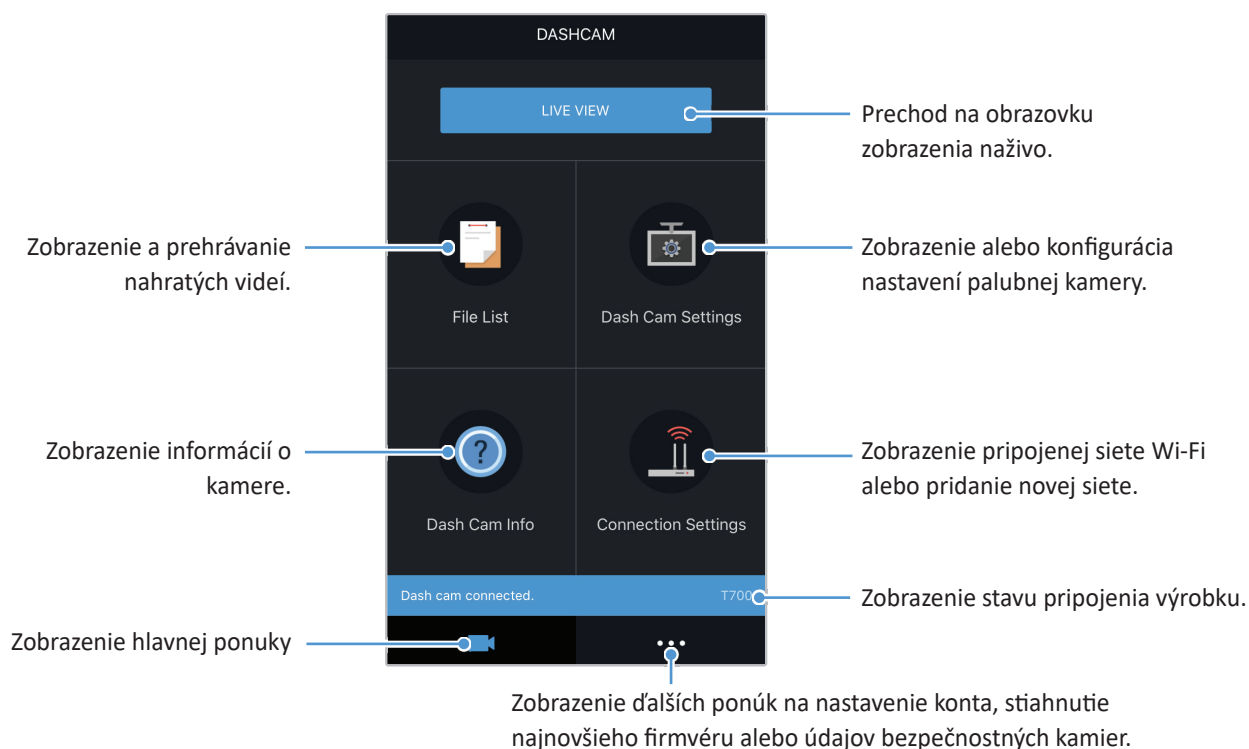 DASHCAM
LIVE VIEW
Prechod na obrazovku
zobrazenia naživo.
Zobrazenie a prehrávanie
nahratých videí.
Zobrazenie alebo konfigurácia
nastavení palubnej kamery.
File List
Dash Cam Settings
Zobrazenie informácií o
kamere.
Zobrazenie pripojenej siete Wi-Fi
alebo pridanie novej siete.
Dash Cam Info
Connection Settings
Dash cam connected.
T700
Zobrazenie stavu pripojenia výrobku.
Zobrazenie hlavnej ponuky
Zobrazenie ďalších ponúk na nastavenie konta, stiahnutie
najnovšieho firmvéru alebo údajov bezpečnostných kamier.